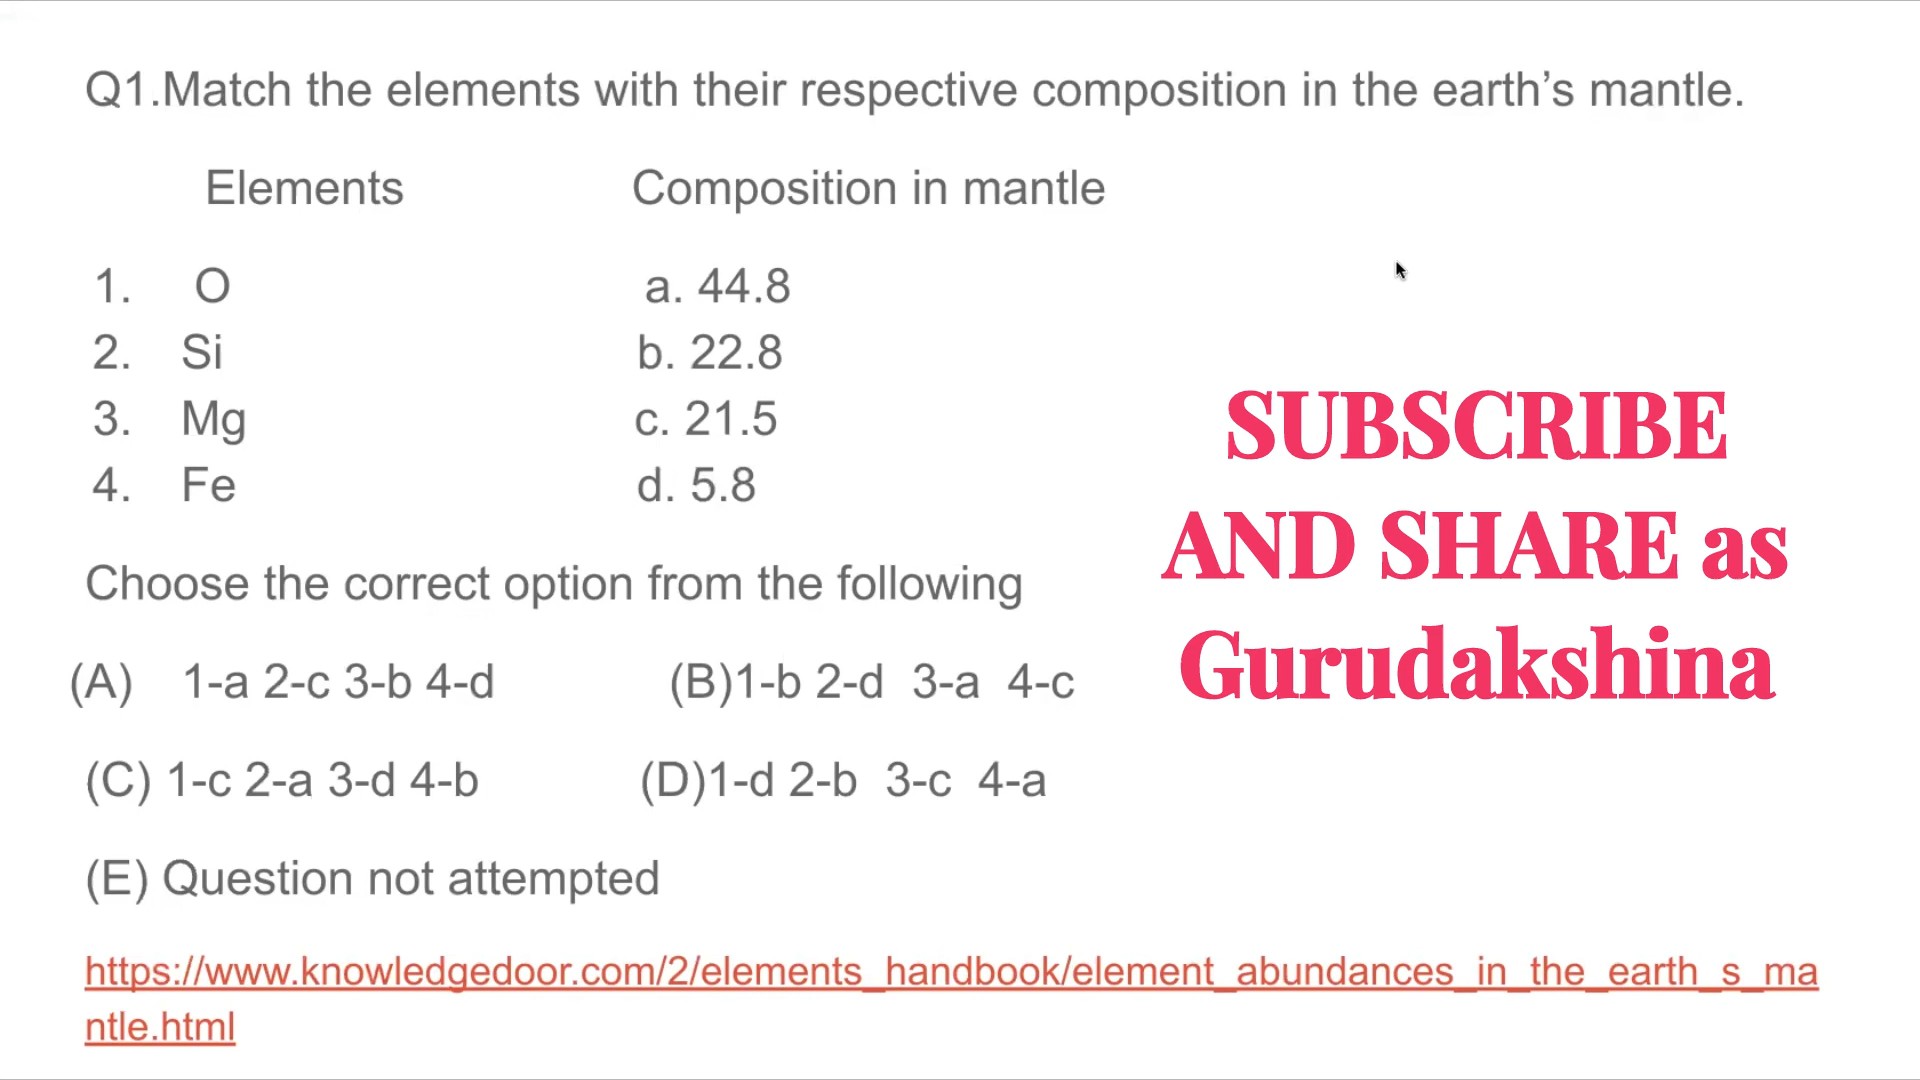 Q1.Match the elements with their respective composition in the earth’s mantle.
Elements Composition in mantle
1. O a. 44.8
2. Si b. 22.8
3. Mg c. 21.5
4. Fe d. 5.8
Choose the correct option from the following
(A) 1-a 2-c 3-b 4-d (B)1-b 2-d 3-a 4-c
(C) 1-c 2-a 3-d 4-b (D)1-d 2-b 3-c 4-a
(E) Question not attempted
https://www.knowledgedoor.com/2/elements_handbook/element_abundances_in_the_earth_s_ma
ntle.html
SUBSCRIBE
AND SHARE as
Gurudakshina